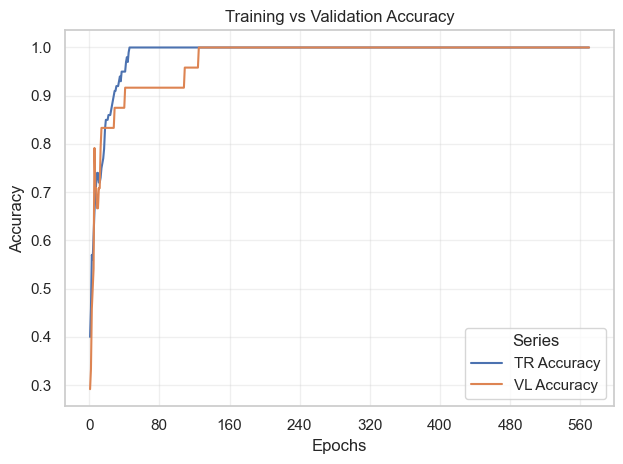 Training vs Validation Accuracy
1.0
0.9
0.8
0.7
0.6
0.5
0.4
0.3
Accuracy
0 80 160 240 320 400 480 560
Epochs
Series
TR Accuracy
VL Accuracy